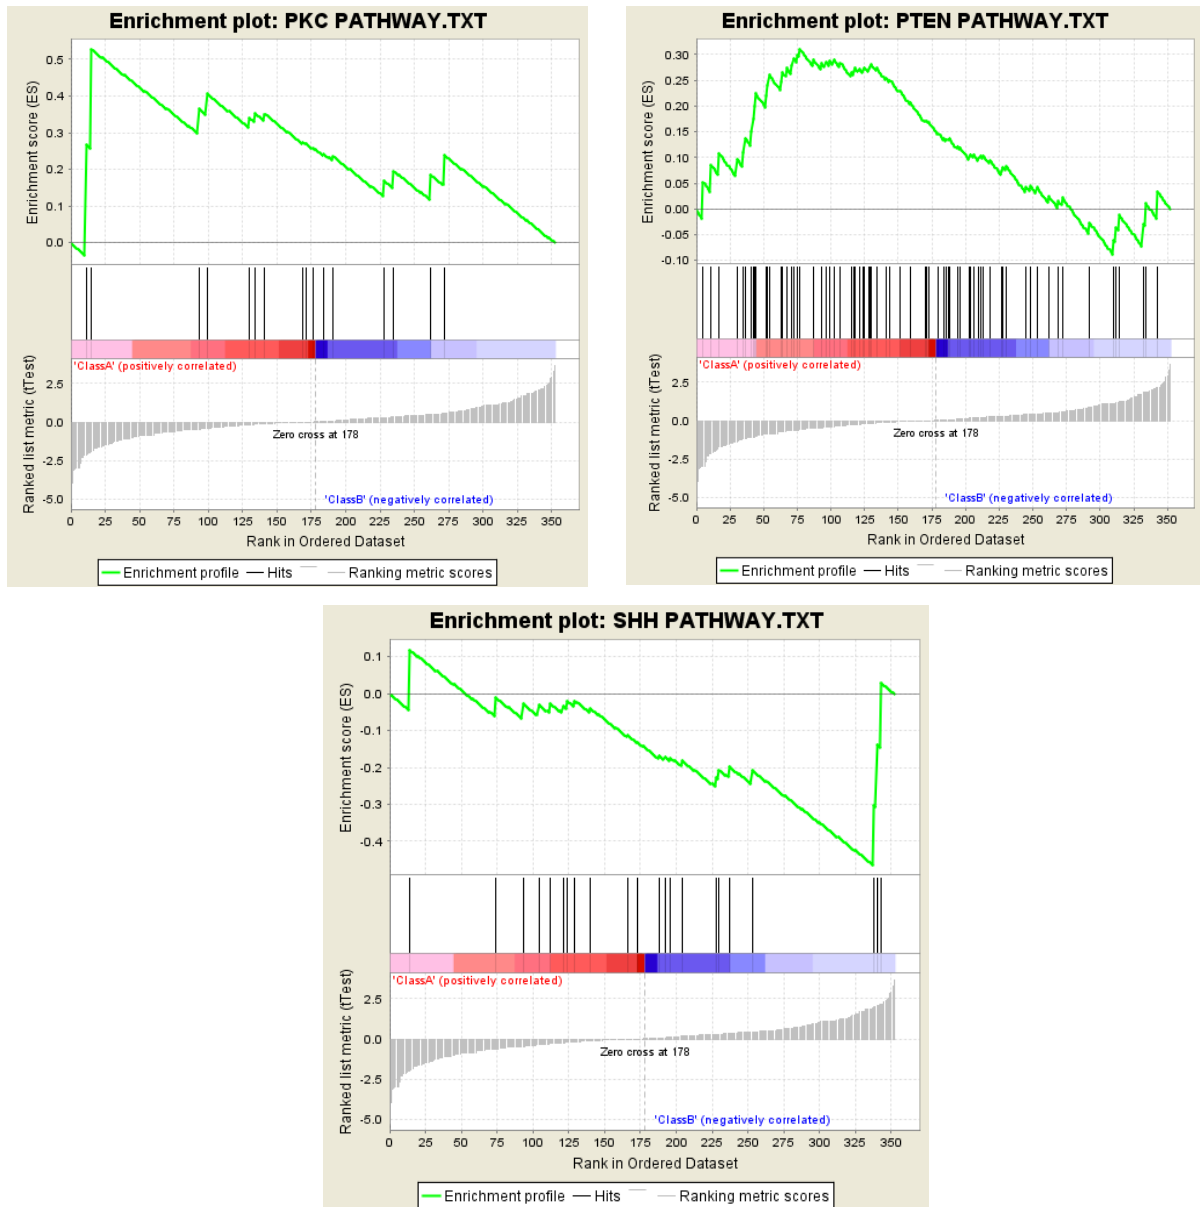 Enrichment plot: PKC PATHWAY.TXT
Enrichment score (ES)
0.5
0.4
0.3
0.2
0.1
0.0
'ClassA' (positively correlated)
Ranked list metric (tTest)
2.5
0.0
-2.5
-5.0
Zero cross at 178
'ClassB' (negatively correlated)
0 25 50 75 100 125 150 175 200 225 250 275 300 325 350
Rank in Ordered Dataset
Enrichment profile Hits Ranking metric scores
Enrichment plot: PTEN PATHWAY.TXT
Enrichment score (ES)
0.30
0.25
0.20
0.15
0.10
0.05
0.00
-0.05
-0.10
'ClassA' (positively correlated)
Ranked list metric (tTest)
2.5
0.0
-2.5
-5.0
Zero cross at 178
'ClassB' (negatively correlated)
0 25 50 75 100 125 150 175 200 225 250 275 300 325 350
Rank in Ordered Dataset
Enrichment profile Hits Ranking metric scores
Enrichment plot: SHH PATHWAY.TXT
Enrichment score (ES)
0.1
0.0
-0.1
-0.2
-0.3
-0.4
'ClassA' (positively correlated)
Ranked list metric (tTest)
2.5
0.0
-2.5
-5.0
Zero cross at 178
'ClassB' (negatively correlated)
0 25 50 75 100 125 150 175 200 225 250 275 300 325 350
Rank in Ordered Dataset
Enrichment profile Hits Ranking metric scores